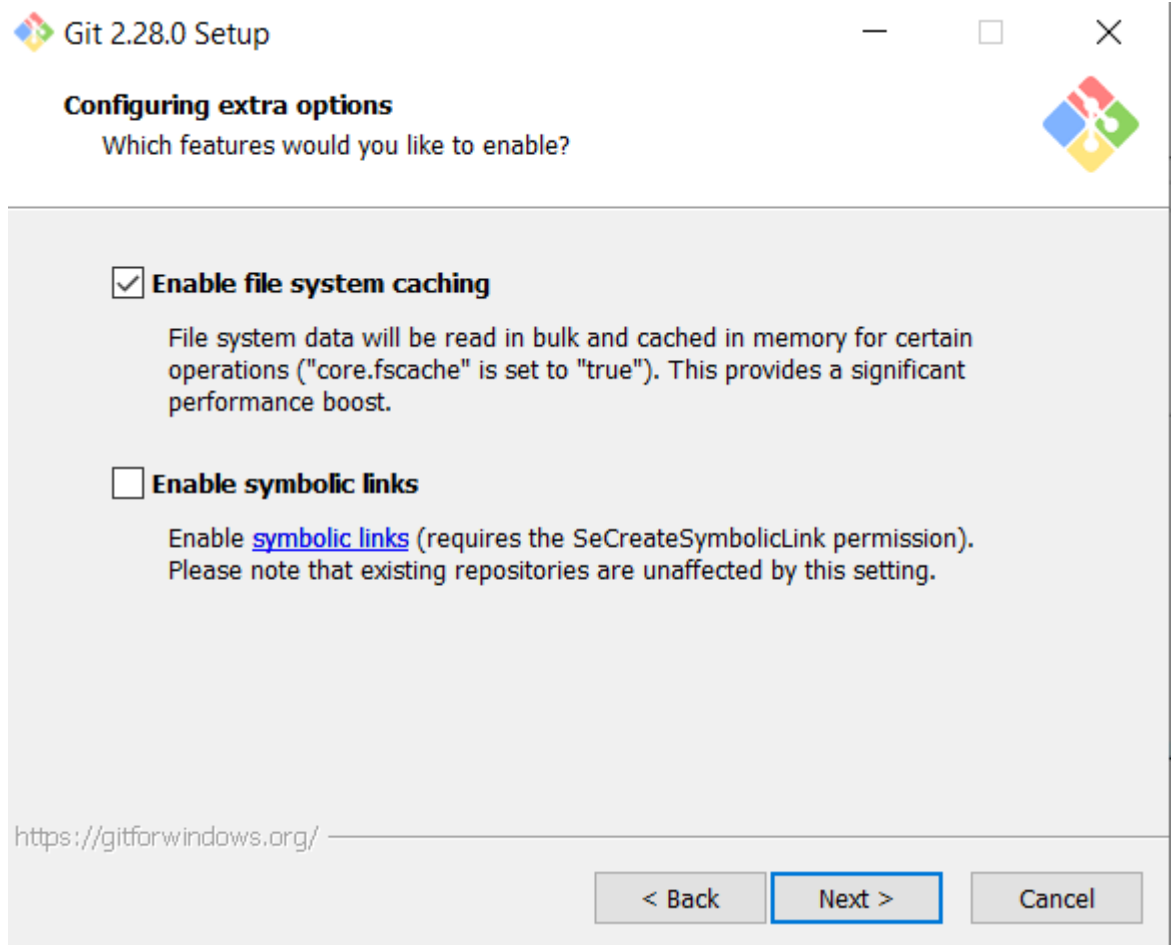 Git 2.28.0 Setup
Configuring extra options
Which features would you like to enable?
Enable file system caching
File system data will be read in bulk and cached in memory for certain
operations ("core.fscache" is set to "true"). This provides a significant
performance boost.
Enable symbolic links
Enable symbolic links (requires the SeCreateSymbolicLink permission).
Please note that existing repositories are unaffected by this setting.
https://gitforwindows.org/
< Back
Next >
Cancel